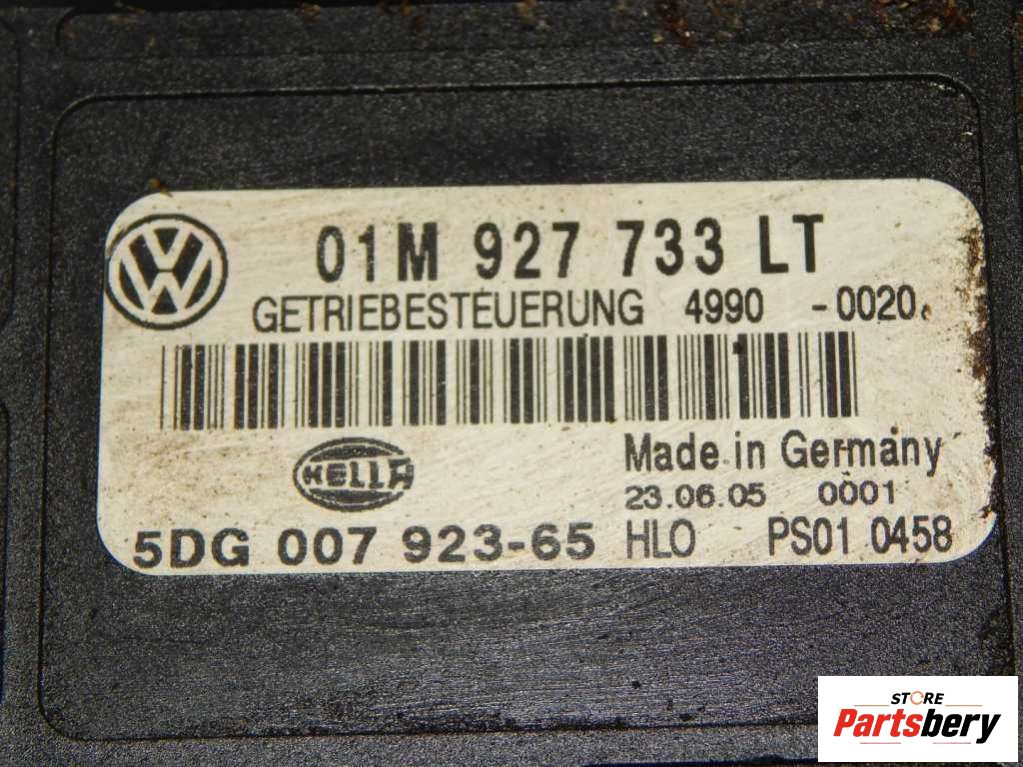 01M 927 733 LT
GETRIEBESTEUERUNG 4990 -0020
HELLA
Made in Germany
23.06.05 0001
5DG 007 923-65 HLO PS01 0458
STORE
Partsbery